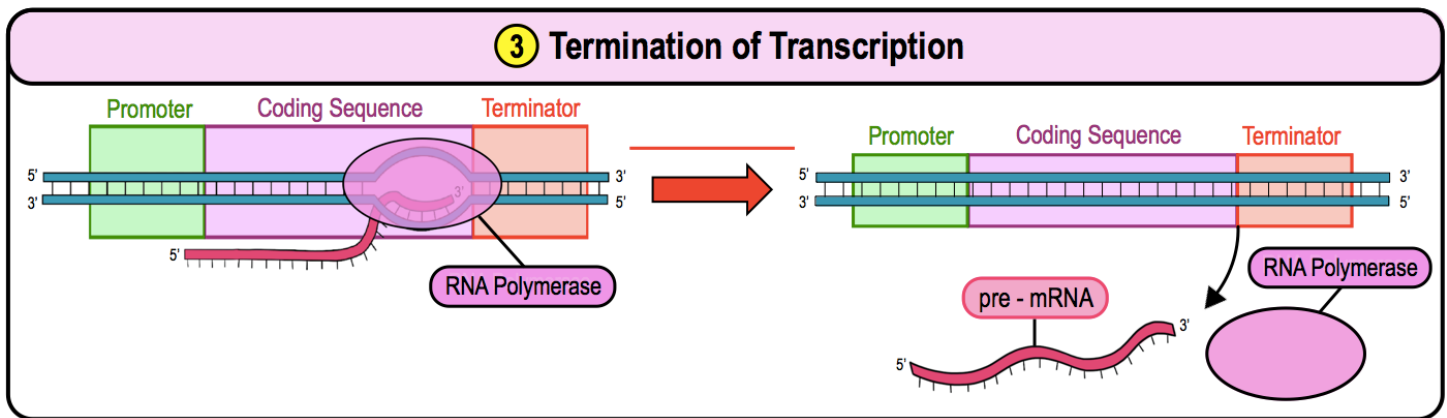 3 Termination of Transcription
Promoter Coding Sequence Terminator
5' 3'
3' 5'
3'
5'
RNA Polymerase
Promoter Coding Sequence Terminator
5' 3'
3' 5'
RNA Polymerase
pre - mRNA
3'
5'